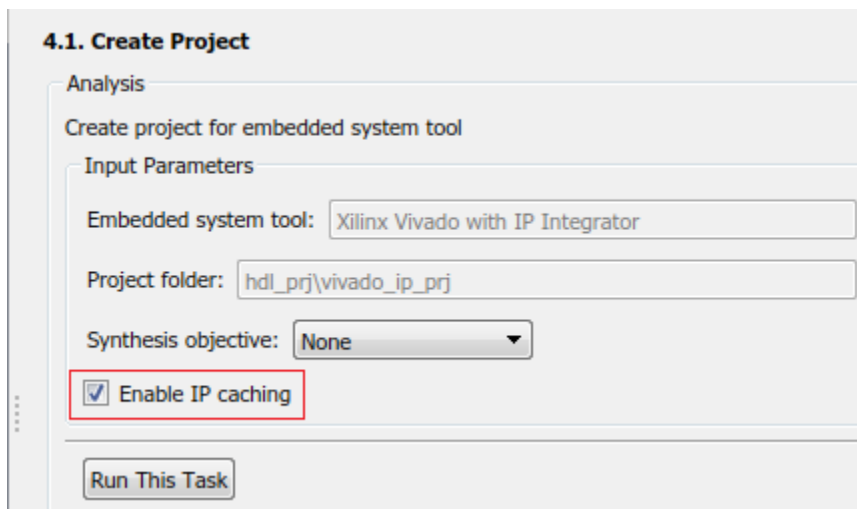 4.1. Create Project
Analysis
Create project for embedded system tool
Input Parameters
Embedded system tool: Xilinx Vivado with IP Integrator
Project folder: hdl_prj\vivado_ip_prj
Synthesis objective: None
Enable IP caching
Run This Task